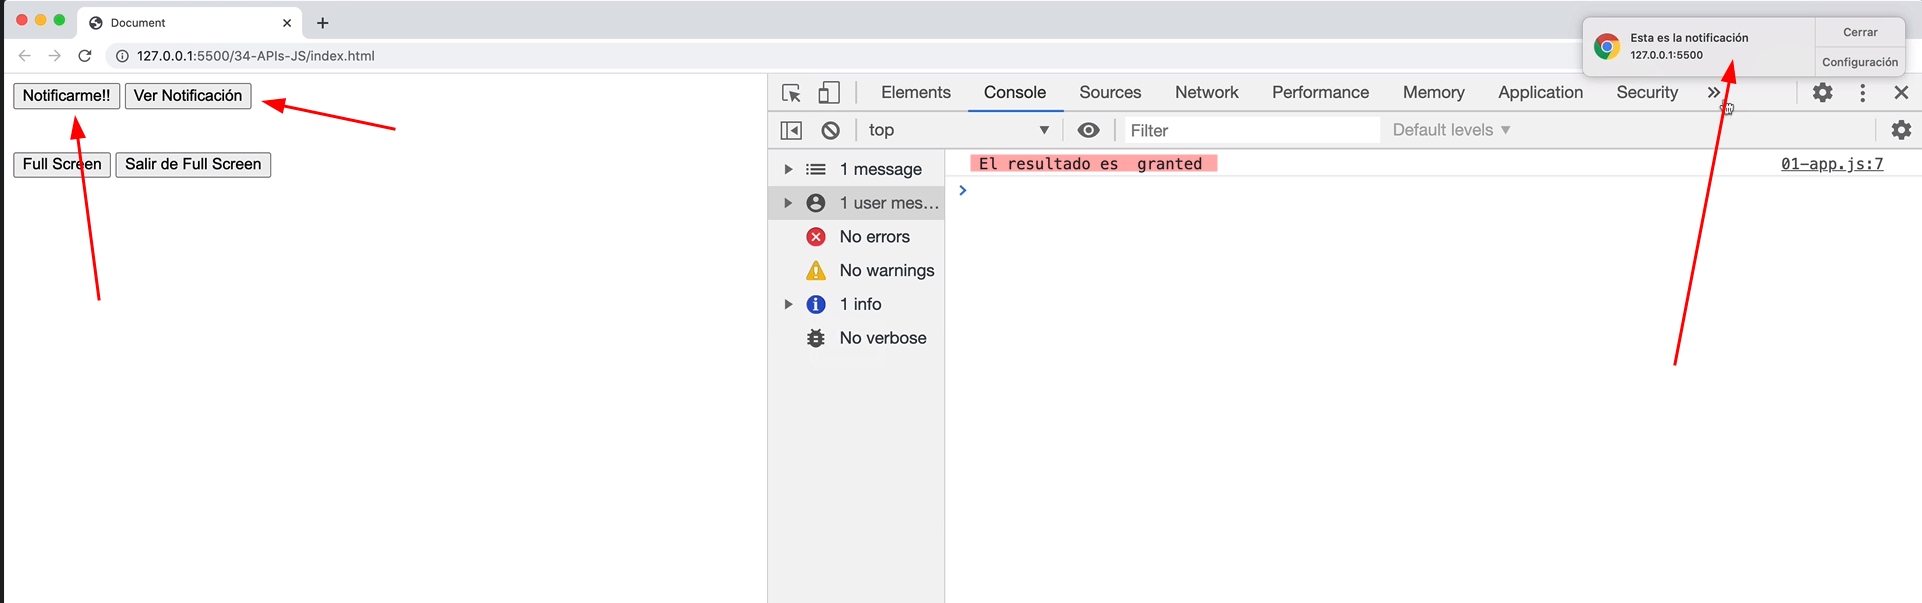 Document
127.0.0.1:5500/34-APIs-JS/index.html
Esta es la notificación
127.0.0.1:5500
Cerrar
Configuración
Notificarme!! Ver Notificación
Full Screen Salir de Full Screen
Elements Console Sources Network Performance Memory Application Security
top Filter Default levels
1 message
1 user mes...
No errors
No warnings
1 info
No verbose
El resultado es  granted 01-app.js:7